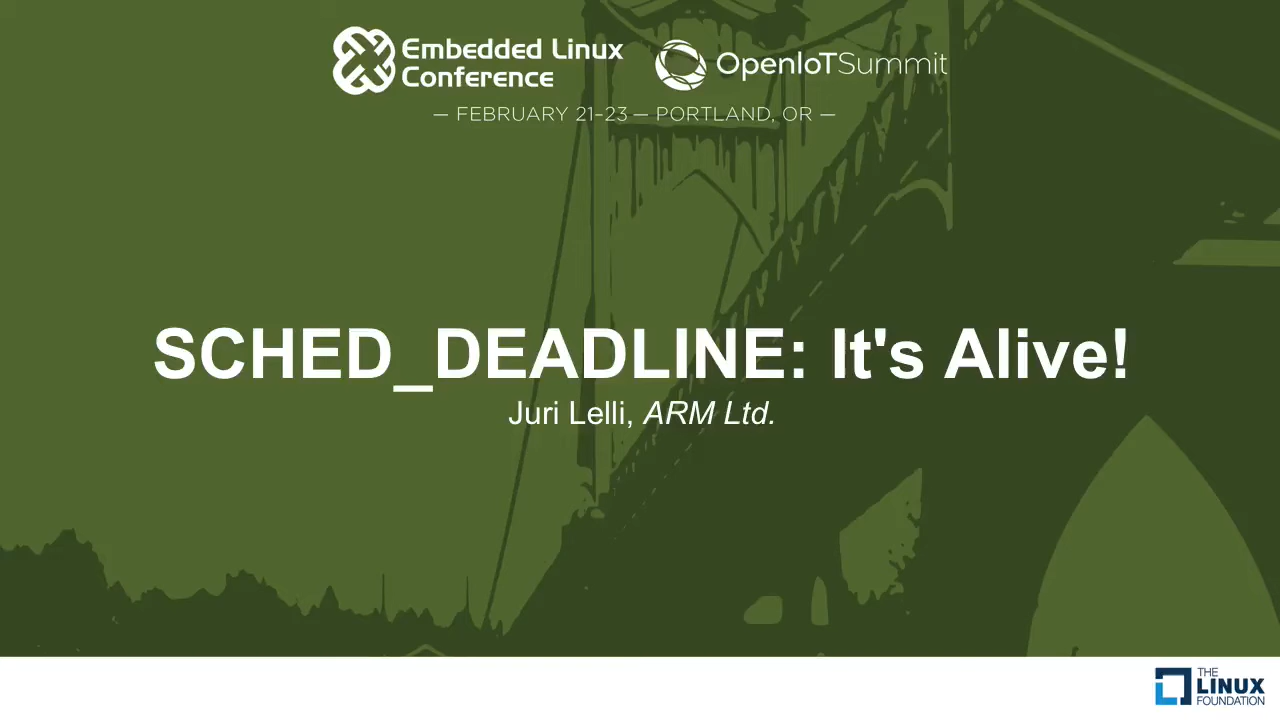 Embedded Linux
Conference
OpenIoTSummit
— FEBRUARY 21–23 — PORTLAND, OR —
SCHED_DEADLINE: It's Alive!
Juri Lelli, ARM Ltd.
THE
LINUX
FOUNDATION